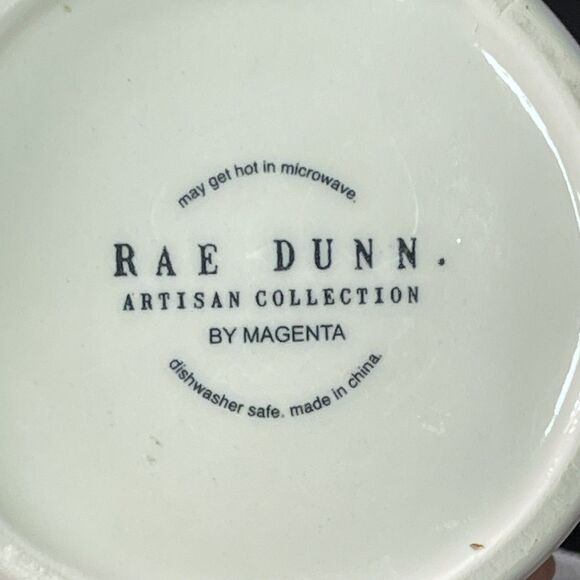 may get hot in microwave.
RAE DUNN.
ARTISAN COLLECTION
BY MAGENTA
dishwasher safe. made in china.